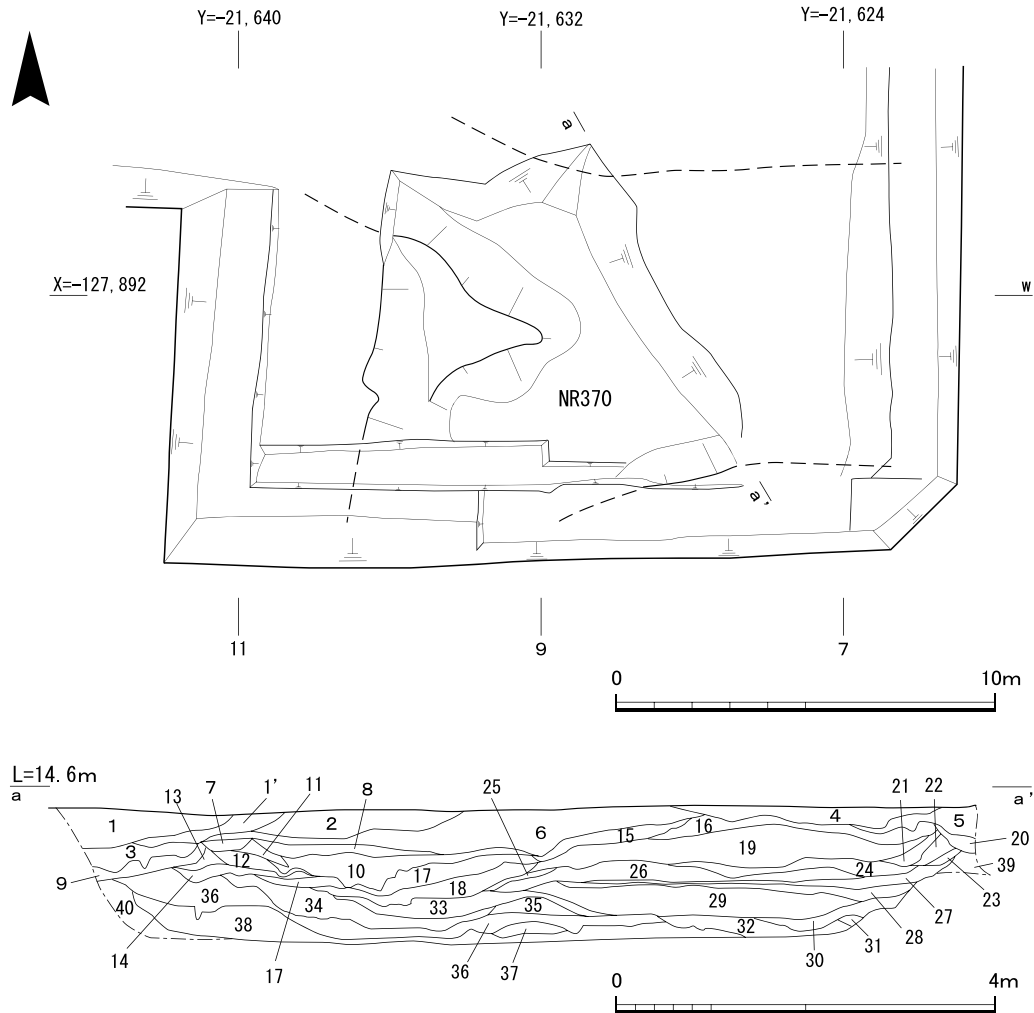 Y=-21,640 Y=-21,632 Y=-21,624
a
X=-127,892 w
NR370
a'
11 9 7
0 10m
L=14.6m
a a'
13 7 1' 11 8 25 21 22
1 2 6 15 16 4 5 20
3 12 10 17 19 39
9 18 26 24 23
40 36 34 33 35 29 27
38 32 28
14 17 36 37 30 31
0 4m